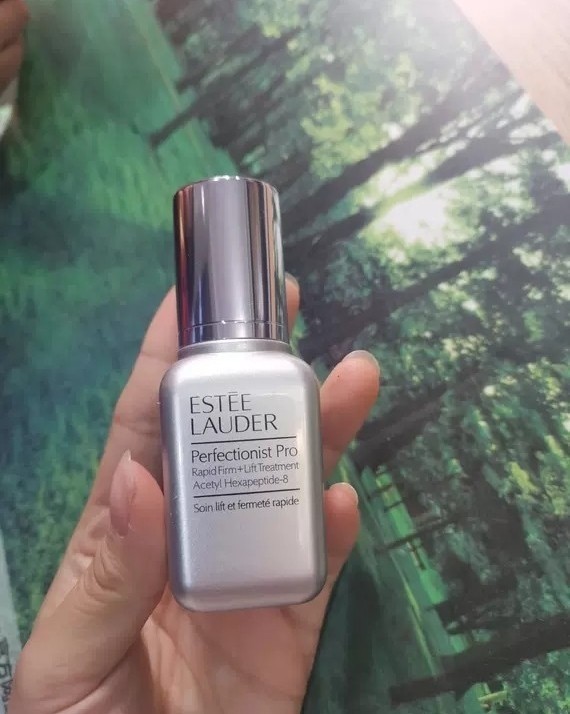 ESTĒE
LAUDER
Perfectionist Pro
Rapid Firm+Lift Treatment
Acetyl Hexapeptide-8
Soin lift et fermeté rapide